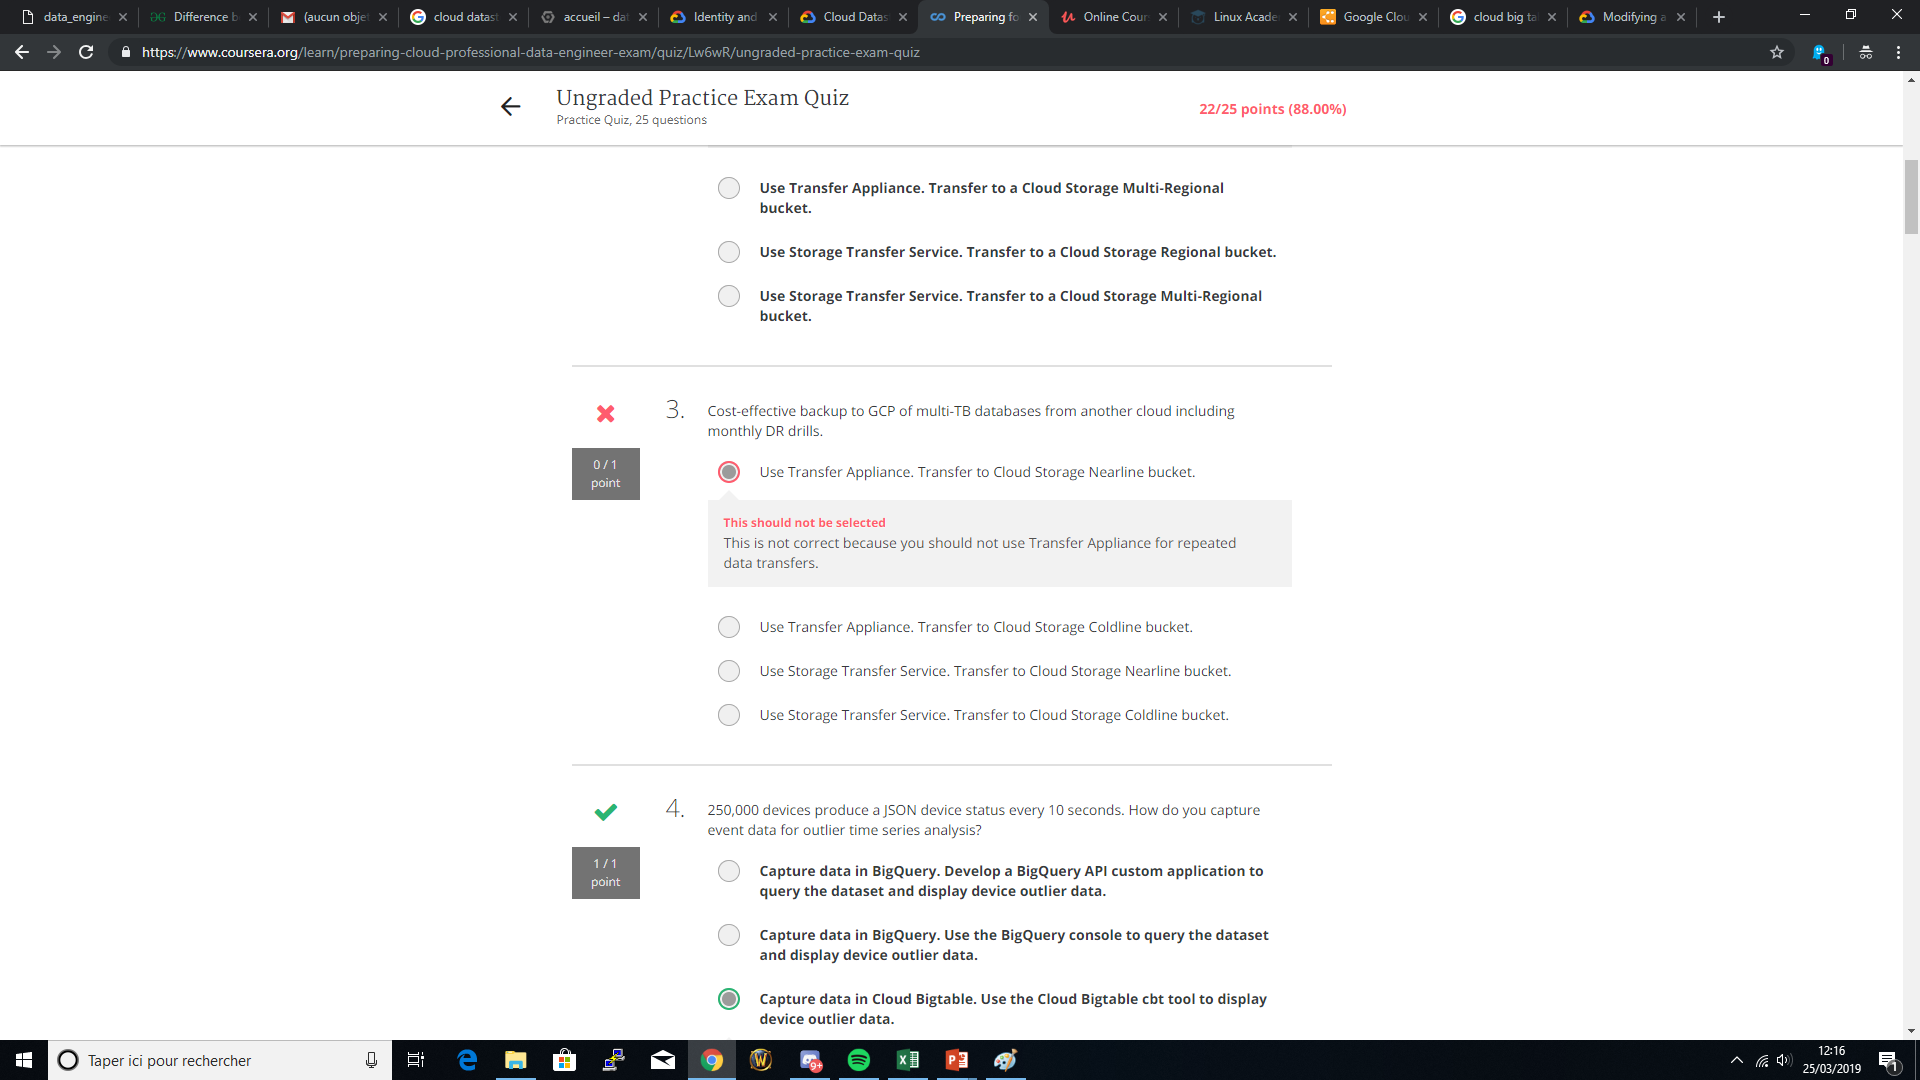 data_engine
Difference b
(aucun objet
cloud datast
accueil – dat
Identity and
Cloud Datas
Preparing fo
Online Cour
Linux Acade
Google Clou
cloud big ta
Modifying a
https://www.coursera.org/learn/preparing-cloud-professional-data-engineer-exam/quiz/Lw6wR/ungraded-practice-exam-quiz
0
Ungraded Practice Exam Quiz
Practice Quiz, 25 questions
22/25 points (88.00%)
Use Transfer Appliance. Transfer to a Cloud Storage Multi-Regional
bucket.
Use Storage Transfer Service. Transfer to a Cloud Storage Regional bucket.
Use Storage Transfer Service. Transfer to a Cloud Storage Multi-Regional
bucket.
3.
Cost-effective backup to GCP of multi-TB databases from another cloud including
monthly DR drills.
0 / 1
point
Use Transfer Appliance. Transfer to Cloud Storage Nearline bucket.
This should not be selected
This is not correct because you should not use Transfer Appliance for repeated
data transfers.
Use Transfer Appliance. Transfer to Cloud Storage Coldline bucket.
Use Storage Transfer Service. Transfer to Cloud Storage Nearline bucket.
Use Storage Transfer Service. Transfer to Cloud Storage Coldline bucket.
4.
250,000 devices produce a JSON device status every 10 seconds. How do you capture
event data for outlier time series analysis?
1 / 1
point
Capture data in BigQuery. Develop a BigQuery API custom application to
query the dataset and display device outlier data.
Capture data in BigQuery. Use the BigQuery console to query the dataset
and display device outlier data.
Capture data in Cloud Bigtable. Use the Cloud Bigtable cbt tool to display
device outlier data.
Taper ici pour rechercher
9+
12:16
25/03/2019
1